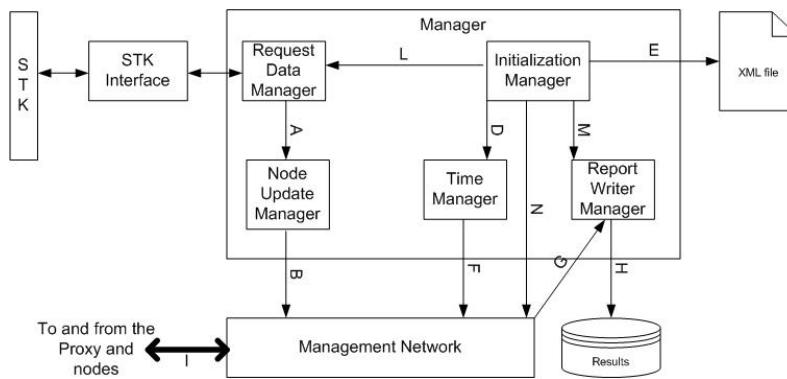 Manager
S
T
K
STK
Interface
Request
Data
Manager
L
Initialization
Manager
E
XML file
A
D
M
Node
Update
Manager
Time
Manager
N
Report
Writer
Manager
B
F
G
H
To and from the
Proxy and
nodes
I
Management Network
Results